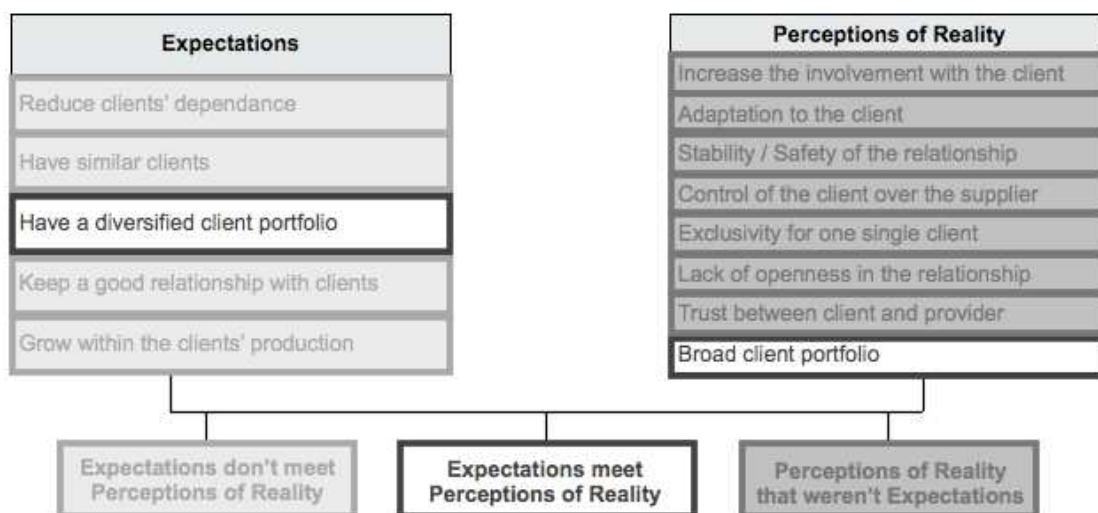 Expectations
Reduce clients' dependance
Have similar clients
Have a diversified client portfolio
Keep a good relationship with clients
Grow within the clients' production
Perceptions of Reality
Increase the involvement with the client
Adaptation to the client
Stability / Safety of the relationship
Control of the client over the supplier
Exclusivity for one single client
Lack of openness in the relationship
Trust between client and provider
Broad client portfolio
Expectations don't meet
Perceptions of Reality
Expectations meet
Perceptions of Reality
Perceptions of Reality
that weren't Expectations